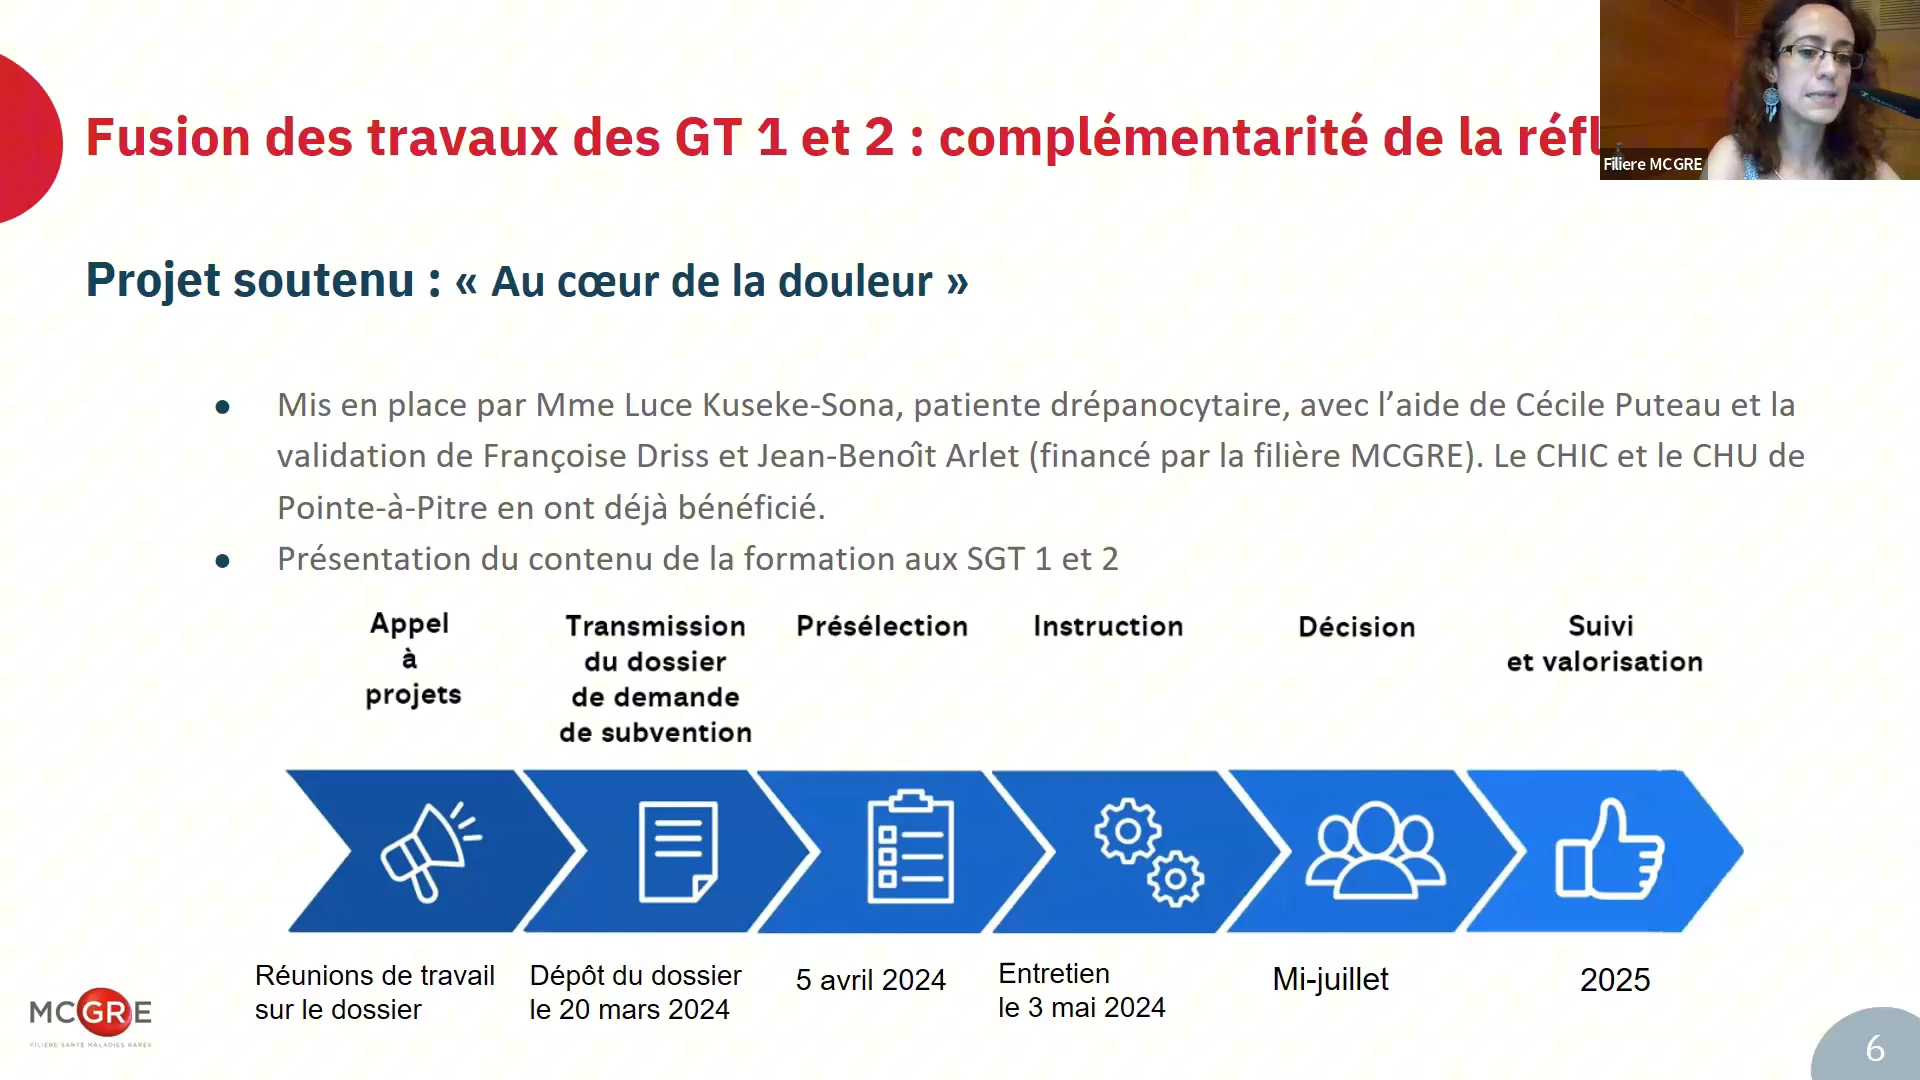 Fusion des travaux des GT 1 et 2 : complémentarité de la réfl
Filiere MCGRE
Projet soutenu : « Au cœur de la douleur »
• Mis en place par Mme Luce Kuseke-Sona, patiente drépanocytaire, avec l’aide de Cécile Puteau et la
validation de Françoise Driss et Jean-Benoît Arlet (financé par la filière MCGRE). Le CHIC et le CHU de
Pointe-à-Pitre en ont déjà bénéficié.
• Présentation du contenu de la formation aux SGT 1 et 2
Appel
à
projets
Transmission
du dossier
de demande
de subvention
Présélection
Instruction
Décision
Suivi
et valorisation
Réunions de travail
sur le dossier
Dépôt du dossier
le 20 mars 2024
5 avril 2024
Entretien
le 3 mai 2024
Mi-juillet
2025
MCGRE
FILIÈRE SANTÉ MALADIES RARES
6